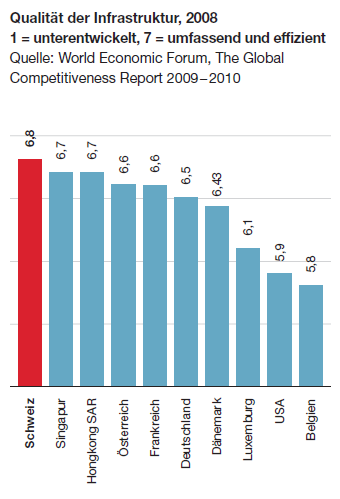 Qualität der Infrastruktur, 2008
1 = unterentwickelt, 7 = umfassend und effizient
Quelle: World Economic Forum, The Global
Competitiveness Report 2009–2010
6,8
6,7
6,7
6,6
6,6
6,5
6,43
6,1
5,9
5,8
Schweiz
Singapur
Hongkong SAR
Österreich
Frankreich
Deutschland
Dänemark
Luxemburg
USA
Belgien